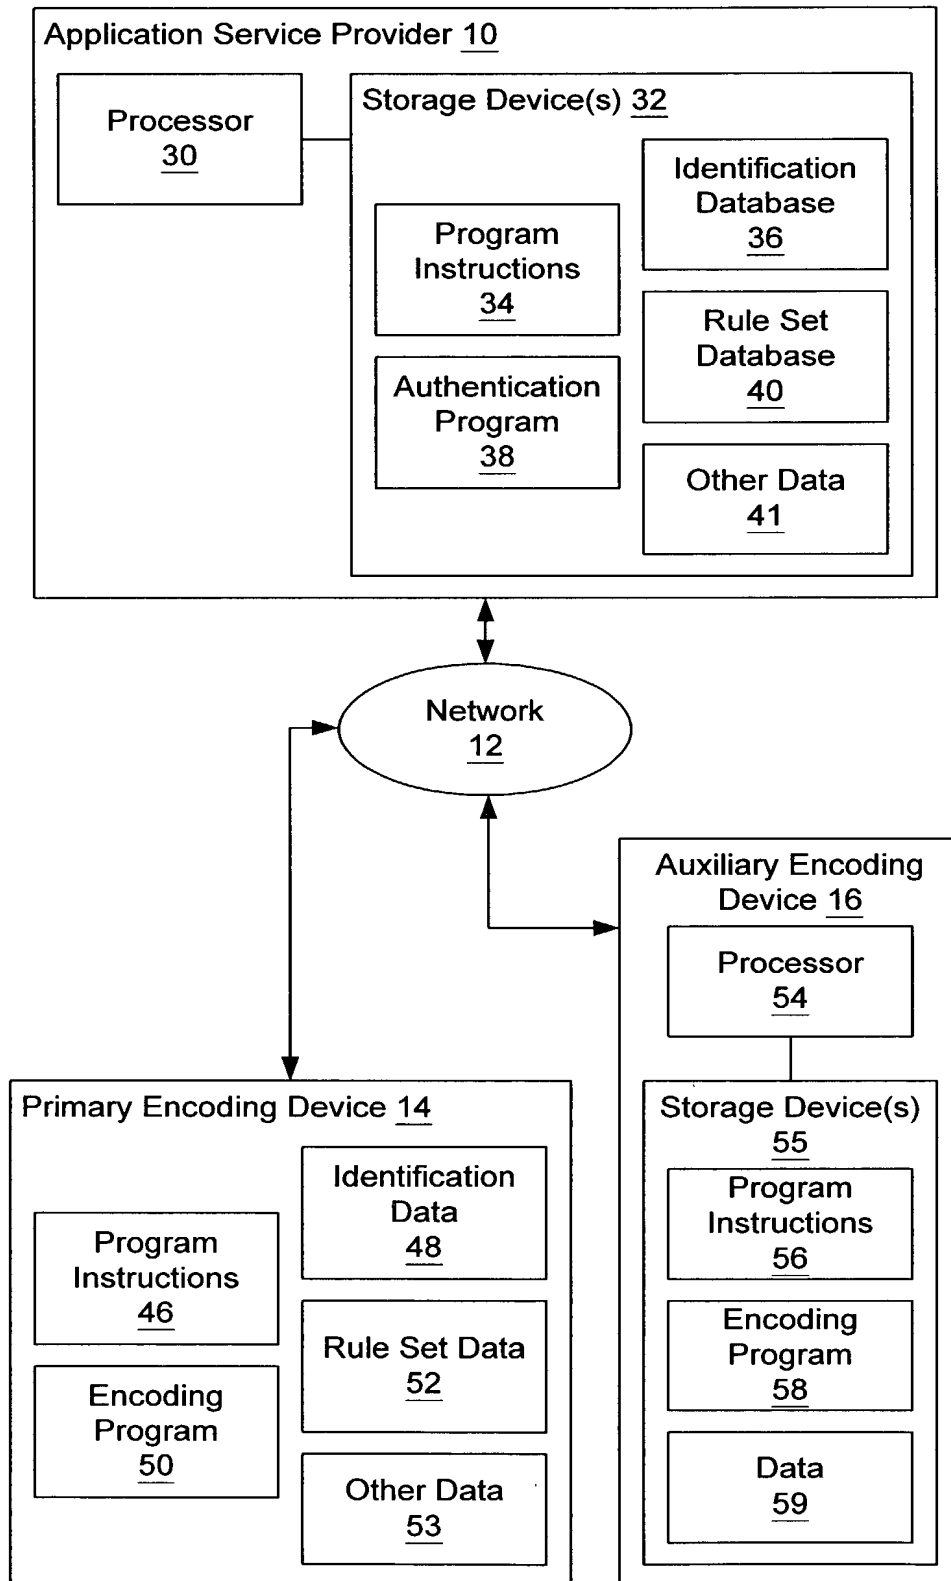 Application Service Provider 10
Processor
30
Storage Device(s) 32
Program
Instructions
34
Authentication
Program
38
Identification
Database
36
Rule Set
Database
40
Other Data
41
Network
12
Auxiliary Encoding
Device 16
Processor
54
Storage Device(s)
55
Program
Instructions
56
Encoding
Program
58
Data
59
Primary Encoding Device 14
Program
Instructions
46
Encoding
Program
50
Identification
Data
48
Rule Set Data
52
Other Data
53